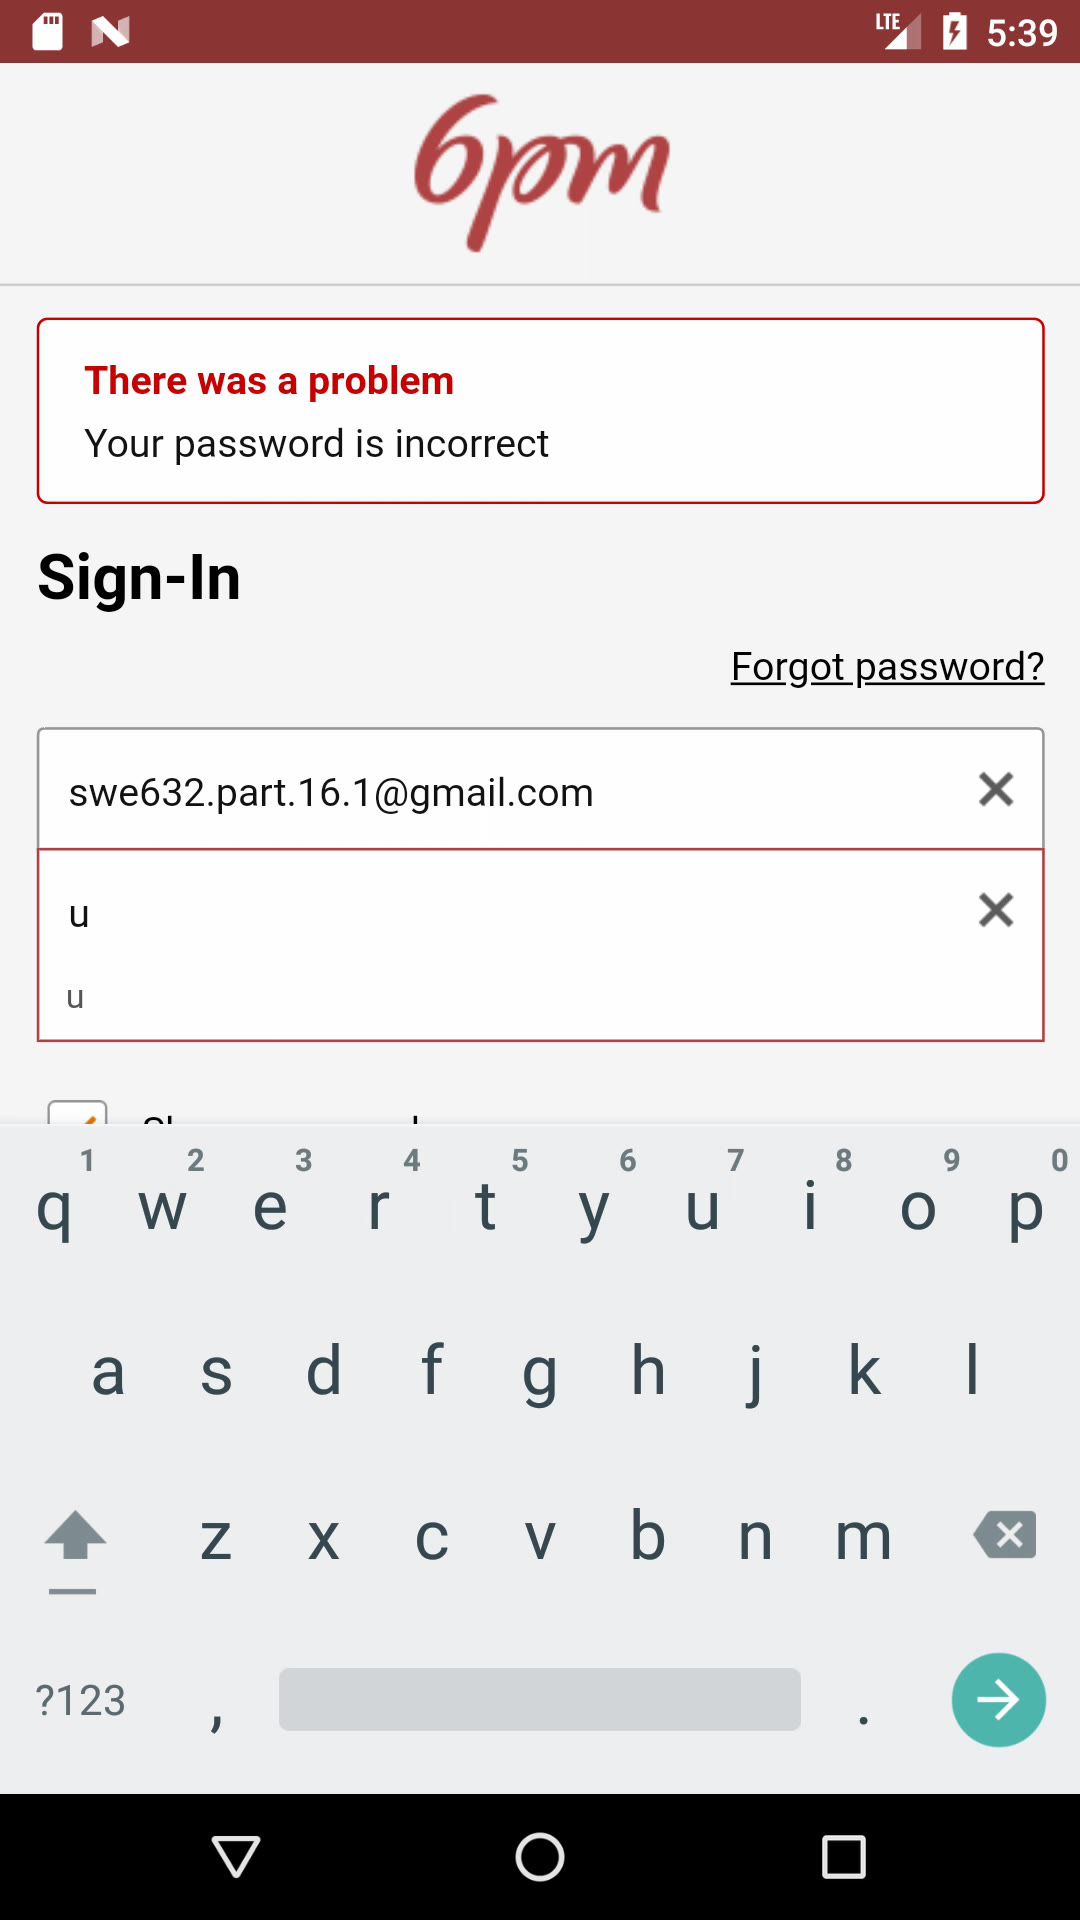 LTE 5:39
6pm
There was a problem
Your password is incorrect
Sign-In
Forgot password?
swe632.part.16.1@gmail.com
u
u
1 2 3 4 5 6 7 8 9 0
q w e r t y u i o p
a s d f g h j k l
z x c v b n m
?123 , .